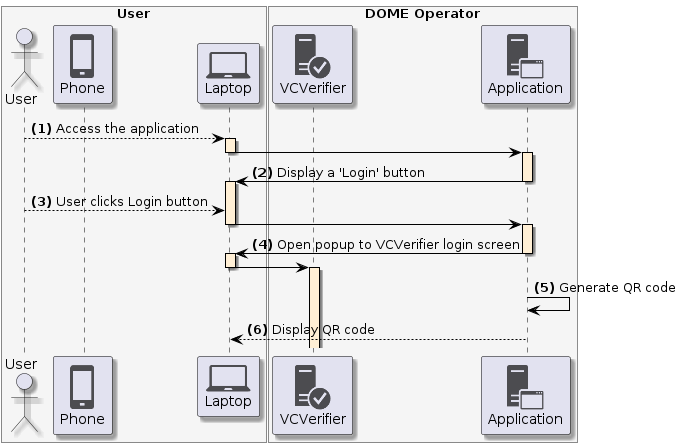 User
DOME Operator
User
Phone
Laptop
VCVerifier
Application
(1) Access the application
(2) Display a 'Login' button
(3) User clicks Login button
(4) Open popup to VCVerifier login screen
(5) Generate QR code
(6) Display QR code
User
Phone
Laptop
VCVerifier
Application